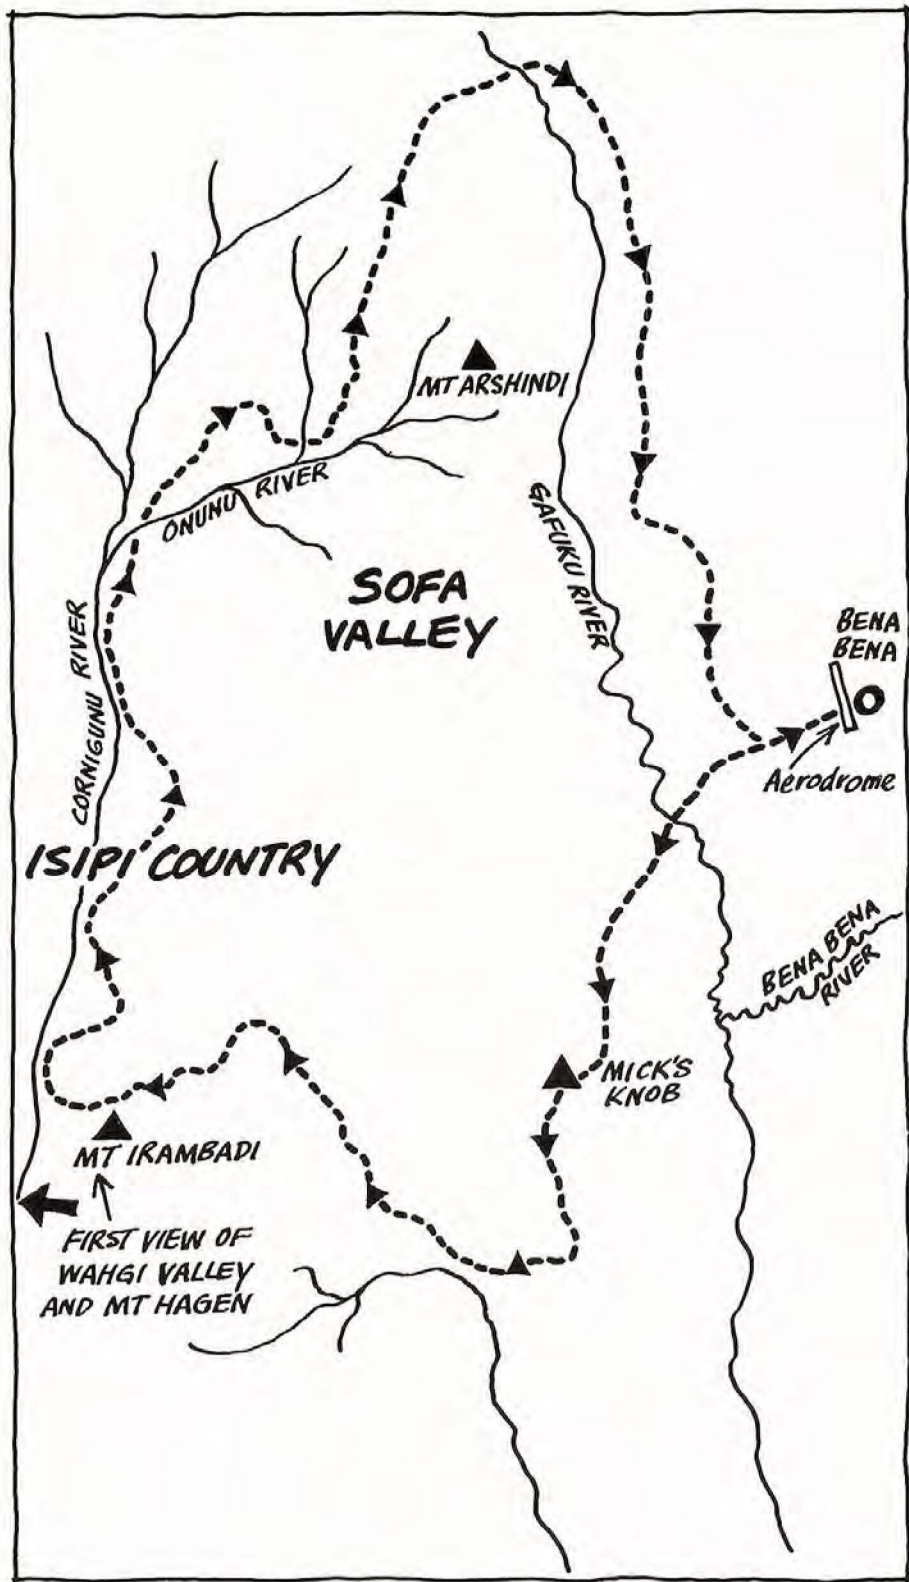 MT ARSHINDI
ONUNU RIVER
GAFUKU RIVER
SOFA
VALLEY
BENA
BENA
CORNIGUNU RIVER
Aerodrome
ISIPI COUNTRY
BENA BENA
RIVER
MICK'S
KNOB
MT IRAMBADI
FIRST VIEW OF
WAHGI VALLEY
AND MT HAGEN